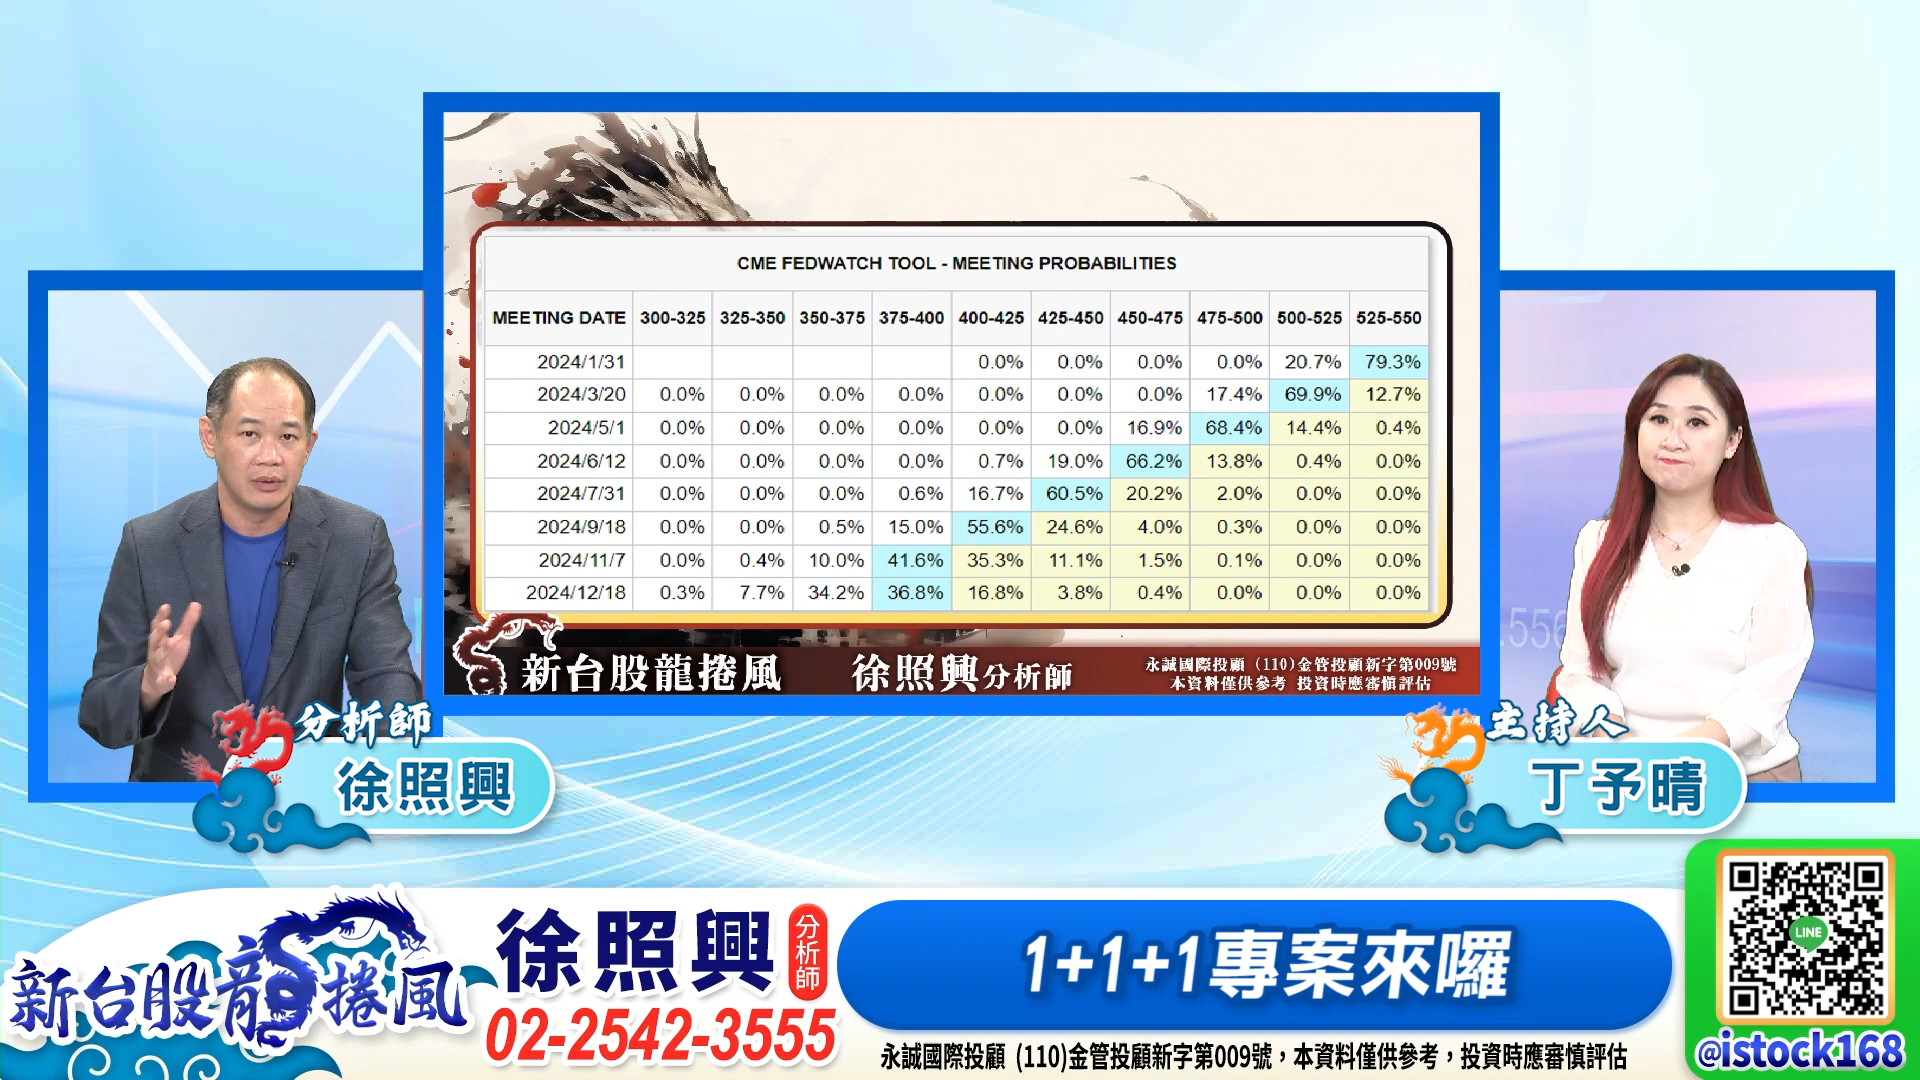 CME FEDWATCH TOOL - MEETING PROBABILITIES
MEETING DATE 300-325 325-350 350-375 375-400 400-425 425-450 450-475 475-500 500-525 525-550
2024/1/31 0.0% 0.0% 0.0% 0.0% 20.7% 79.3%
2024/3/20 0.0% 0.0% 0.0% 0.0% 0.0% 0.0% 0.0% 17.4% 69.9% 12.7%
2024/5/1 0.0% 0.0% 0.0% 0.0% 0.0% 0.0% 16.9% 68.4% 14.4% 0.4%
2024/6/12 0.0% 0.0% 0.0% 0.0% 0.7% 19.0% 66.2% 13.8% 0.4% 0.0%
2024/7/31 0.0% 0.0% 0.0% 0.6% 16.7% 60.5% 20.2% 2.0% 0.0% 0.0%
2024/9/18 0.0% 0.0% 0.5% 15.0% 55.6% 24.6% 4.0% 0.3% 0.0% 0.0%
2024/11/7 0.0% 0.4% 10.0% 41.6% 35.3% 11.1% 1.5% 0.1% 0.0% 0.0%
2024/12/18 0.3% 7.7% 34.2% 36.8% 16.8% 3.8% 0.4% 0.0% 0.0% 0.0%
新台股龍捲風 徐照興分析師
永誠國際投顧 (110)金管投顧新字第009號
本資料僅供參考 投資時應審慎評估
.556
分析師
徐照興
主持人
丁予晴
新台股龍捲風
徐照興 分析師
02-2542-3555
1+1+1專案來囉
永誠國際投顧 (110)金管投顧新字第009號，本資料僅供參考，投資時應審慎評估
LINE
@istock168